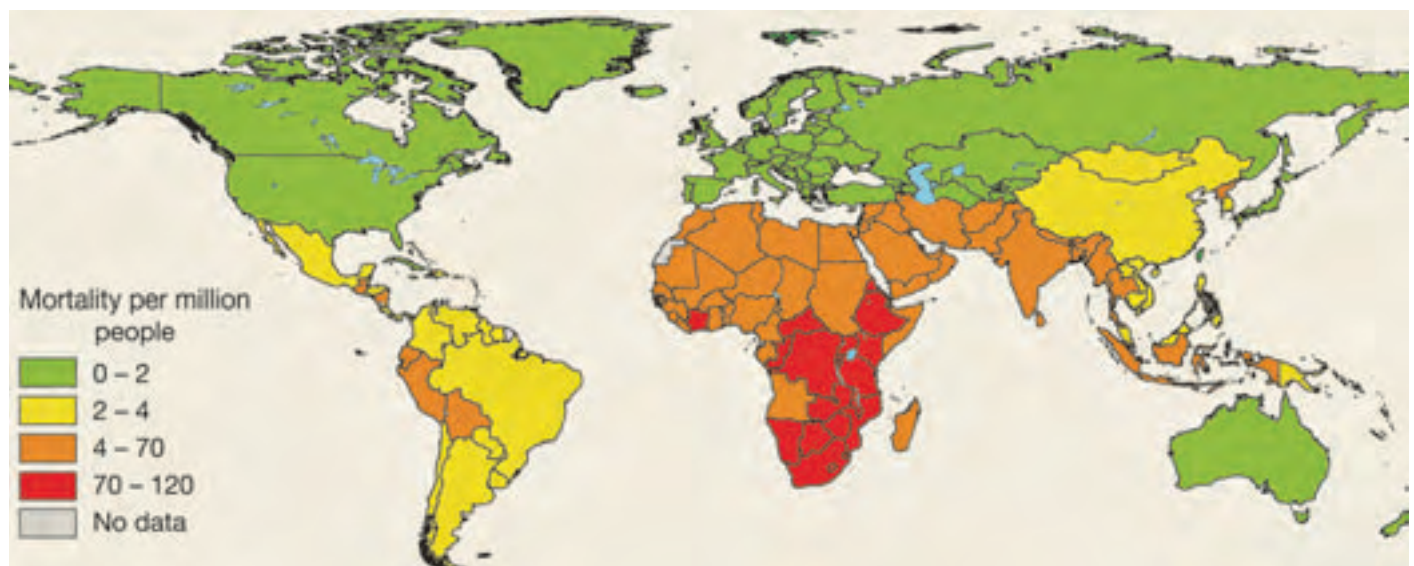 Mortality per million
people
0 – 2
2 – 4
4 – 70
70 – 120
No data